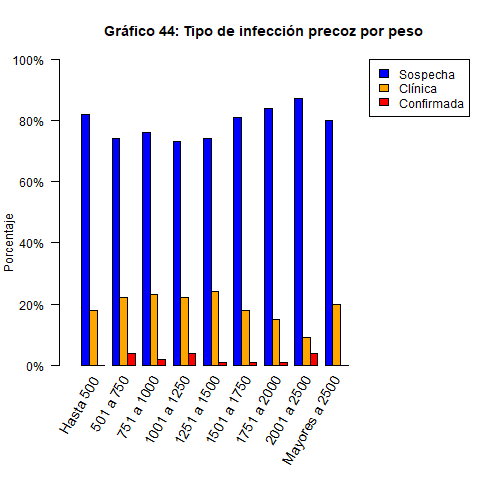 Gráfico 44: Tipo de infección precoz por peso
Sospecha
Clínica
Confirmada
Porcentaje
100%
80%
60%
40%
20%
0%
Hasta 500
501 a 750
751 a 1000
1001 a 1250
1251 a 1500
1501 a 1750
1751 a 2000
2001 a 2500
Mayores a 2500